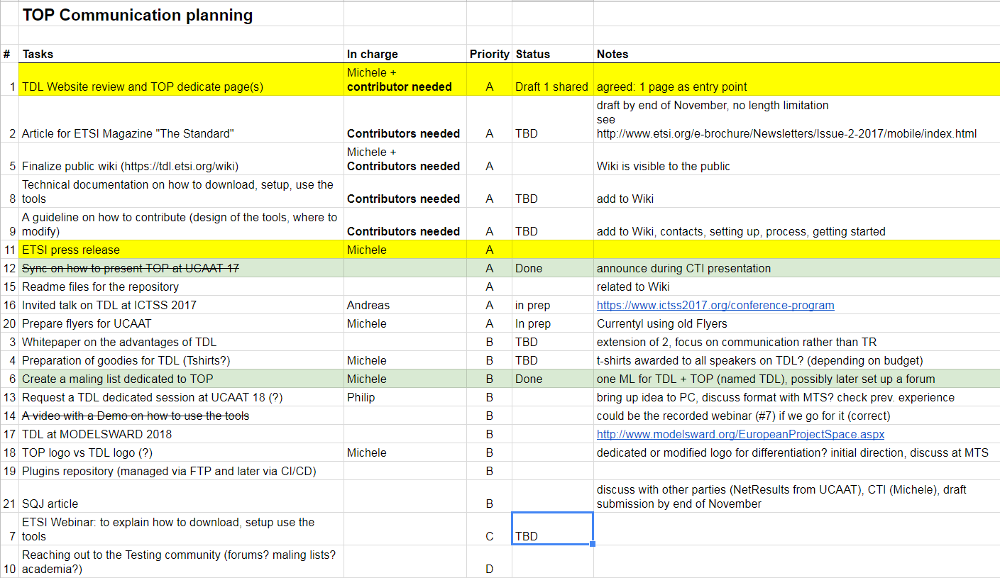 TOP Communication planning
# Tasks In charge Priority Status Notes
Michele +
1 TDL Website review and TOP dedicate page(s) contributor needed A Draft 1 shared agreed: 1 page as entry point
draft by end of November, no length limitation
see
2 Article for ETSI Magazine "The Standard" Contributors needed A TBD http://www.etsi.org/e-brochure/Newsletters/Issue-2-2017/mobile/index.html
Michele +
5 Finalize public wiki (https://tdl.etsi.org/wiki) Contributors needed A Wiki is visible to the public
Technical documentation on how to download, setup, use the
8 tools Contributors needed A TBD add to Wiki
A guideline on how to contribute (design of the tools, where to
9 modify) Contributors needed A TBD add to Wiki, contacts, setting up, process, getting started
11 ETSI press release Michele A
12 Sync on how to present TOP at UCAAT 17 A Done announce during CTI presentation
15 Readme files for the repository A related to Wiki
16 Invited talk on TDL at ICTSS 2017 Andreas A in prep https://www.ictss2017.org/conference-program
20 Prepare flyers for UCAAT Michele A In prep Currentyl using old Flyers
3 Whitepaper on the advantages of TDL B TBD extension of 2, focus on communication rather than TR
4 Preparation of goodies for TDL (Tshirts?) Michele B TBD t-shirts awarded to all speakers on TDL? (depending on budget)
6 Create a maling list dedicated to TOP Michele B Done one ML for TDL + TOP (named TDL), possibly later set up a forum
13 Request a TDL dedicated session at UCAAT 18 (?) Philip B bring up idea to PC, discuss format with MTS? check prev. experience
14 A video with a Demo on how to use the tools B could be the recorded webinar (#7) if we go for it (correct)
17 TDL at MODELSWARD 2018 B http://www.modelsward.org/EuropeanProjectSpace.aspx
18 TOP logo vs TDL logo (?) Michele B dedicated or modified logo for differentiation? initial direction, discuss at MTS
19 Plugins repository (managed via FTP and later via CI/CD) B
discuss with other parties (NetResults from UCAAT), CTI (Michele), draft
21 SQJ article B submission by end of November
ETSI Webinar: to explain how to download, setup use the
7 tools C TBD
Reaching out to the Testing community (forums? maling lists?
10 academia?) D